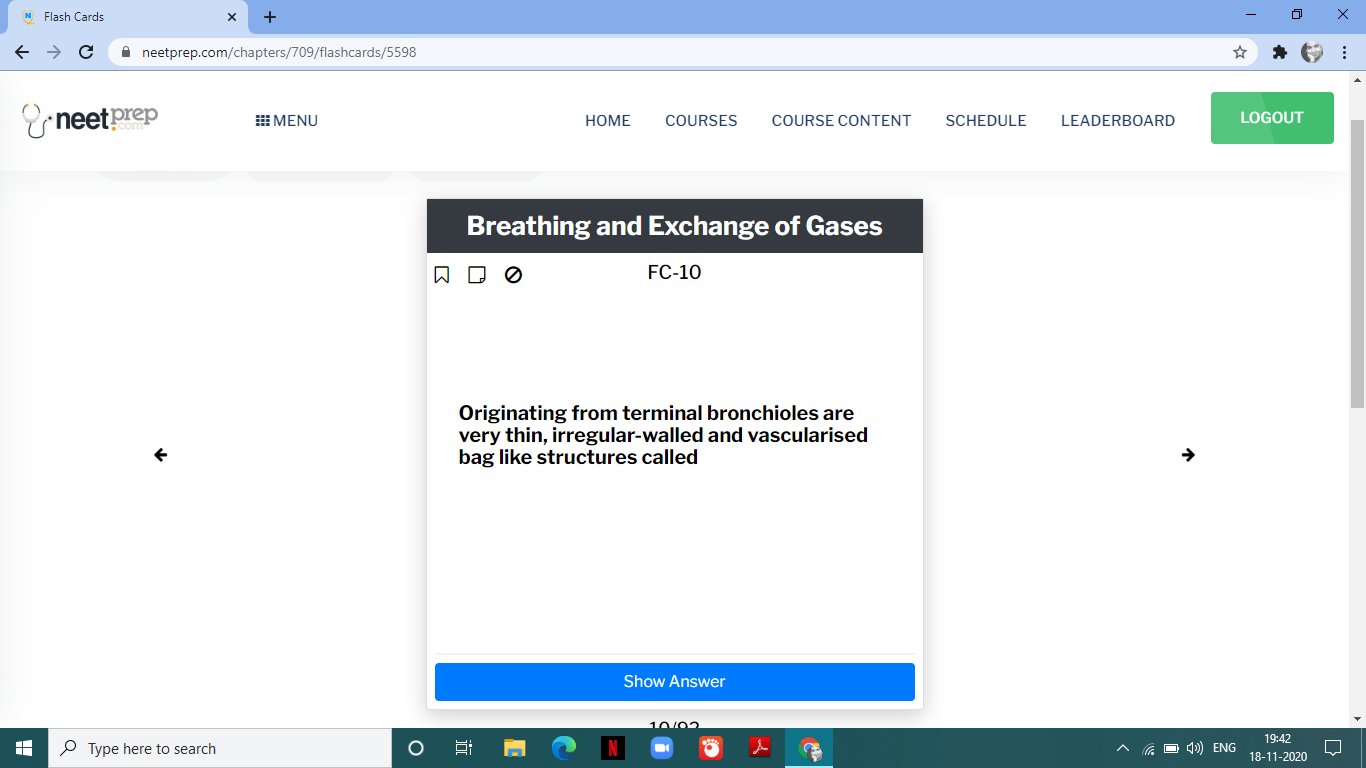 Flash Cards
neetprep.com/chapters/709/flashcards/5598
neetprep
.com
MENU
HOME
COURSES
COURSE CONTENT
SCHEDULE
LEADERBOARD
LOGOUT
Breathing and Exchange of Gases
FC-10
Originating from terminal bronchioles are
very thin, irregular-walled and vascularised
bag like structures called
Show Answer
10/92
Type here to search
ENG
19:42
18-11-2020